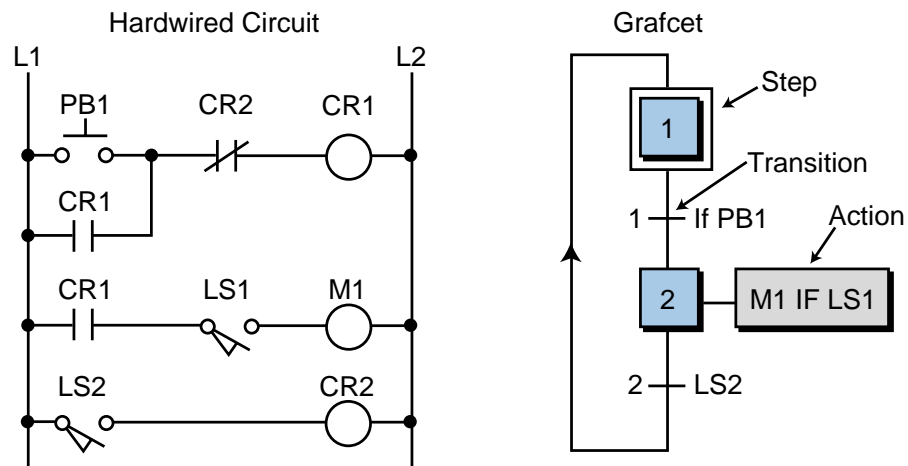 Hardwired Circuit
L1
L2
PB1
CR2
CR1
CR1
CR1
LS1
M1
LS2
CR2
Grafcet
1
Step
Transition
1
If PB1
Action
2
M1 IF LS1
2
LS2